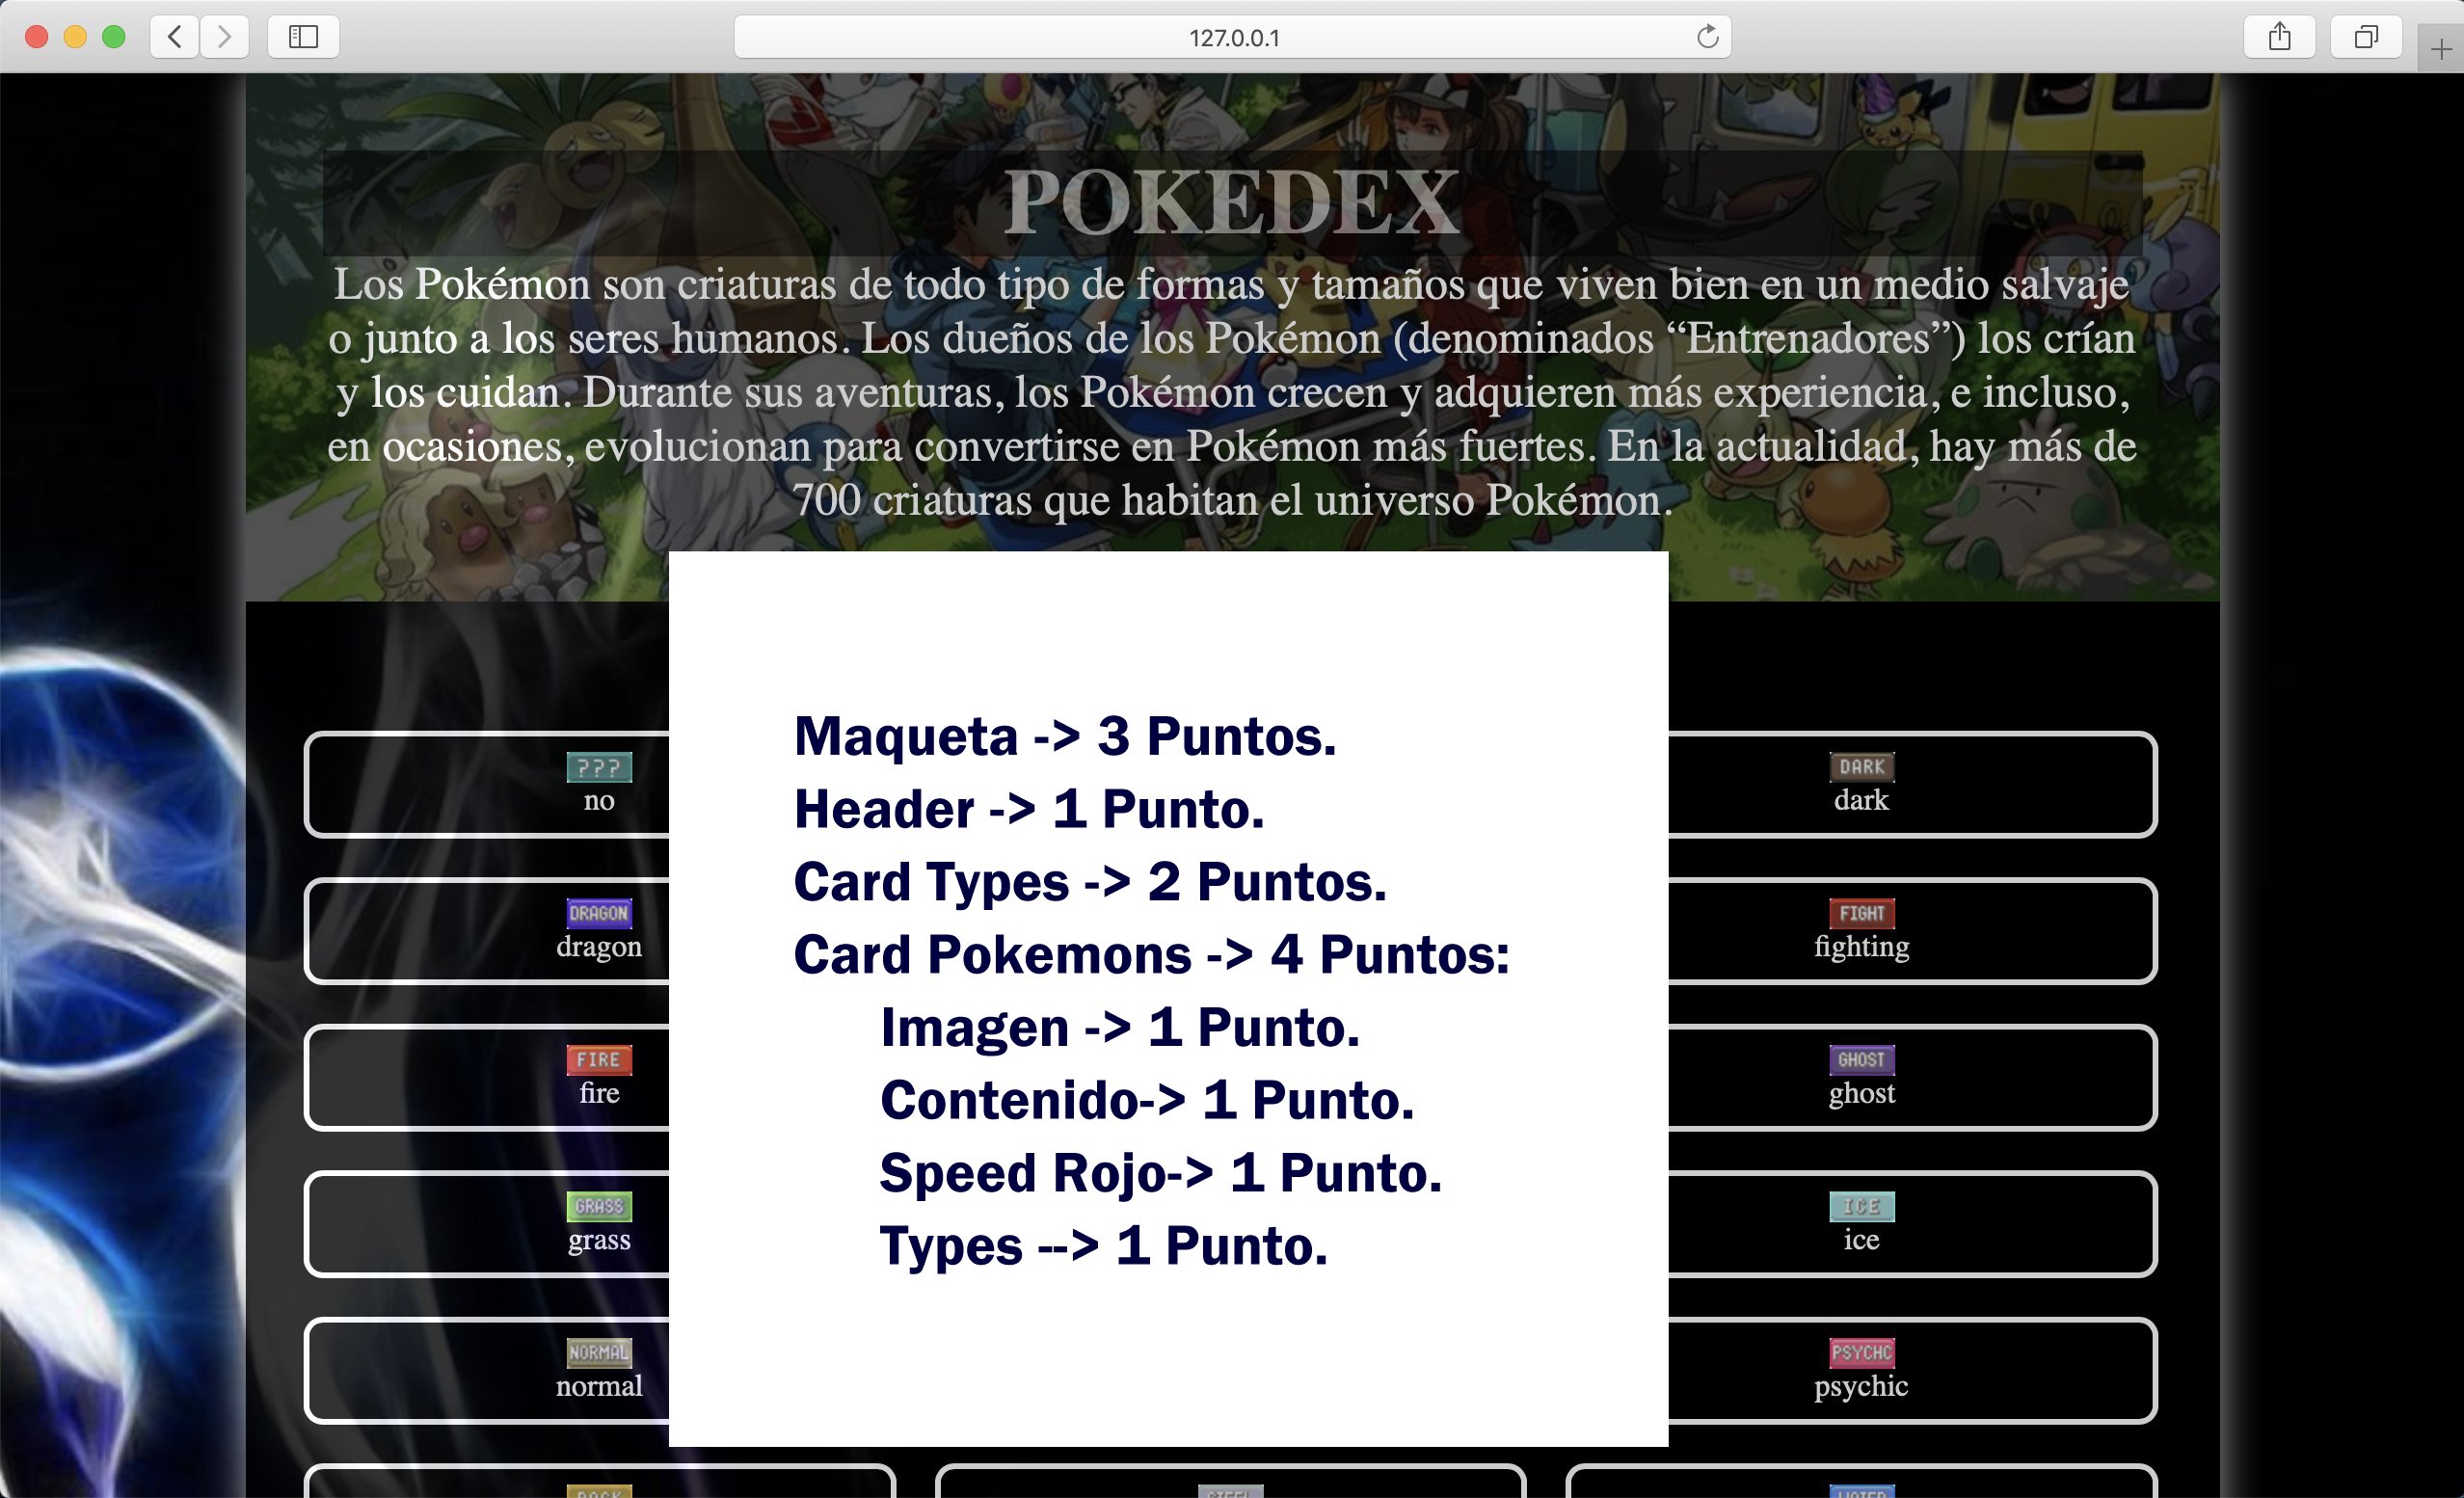 127.0.0.1
POKEDEX
Los Pokémon son criaturas de todo tipo de formas y tamaños que viven bien en un medio salvaje
o junto a los seres humanos. Los dueños de los Pokémon (denominados “Entrenadores”) los crían
y los cuidan. Durante sus aventuras, los Pokémon crecen y adquieren más experiencia, e incluso,
en ocasiones, evolucionan para convertirse en Pokémon más fuertes. En la actualidad, hay más de
700 criaturas que habitan el universo Pokémon.
Maqueta -> 3 Puntos.
Header -> 1 Punto.
Card Types -> 2 Puntos.
Card Pokemons -> 4 Puntos:
Imagen -> 1 Punto.
Contenido-> 1 Punto.
Speed Rojo-> 1 Punto.
Types --> 1 Punto.
???
no
DARK
dark
DRAGON
dragon
FIGHT
fighting
FIRE
fire
GHOST
ghost
GRASS
grass
ICE
ice
NORMAL
normal
PSYCHC
psychic
ROCK
STEEL
WATER